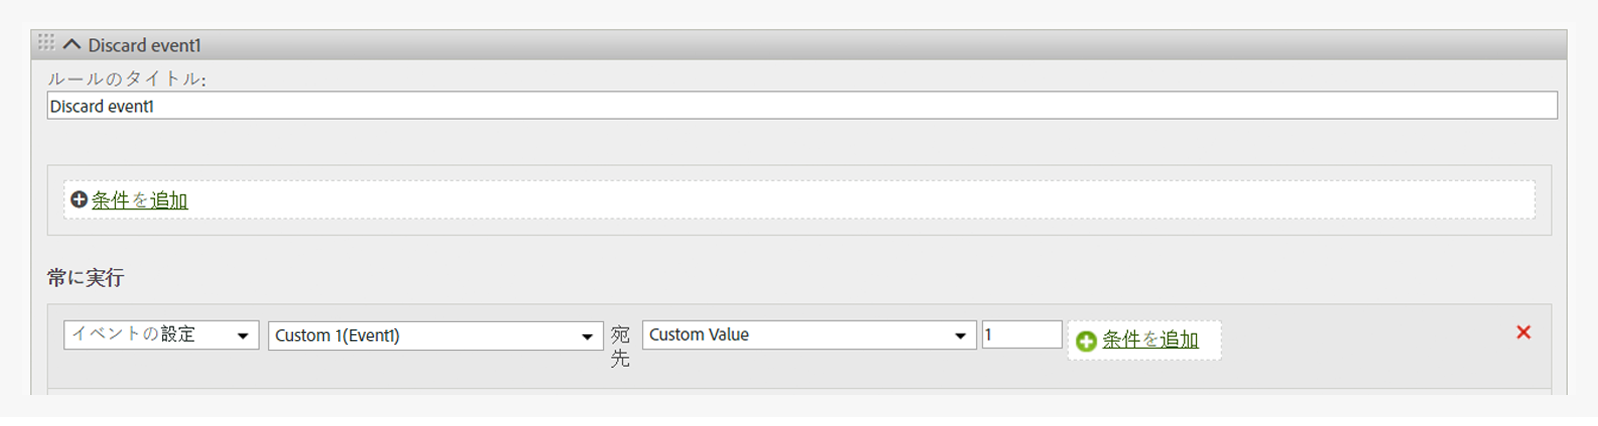 Discard event1
ルールのタイトル:
Discard event1
条件を追加
常に実行
イベントの設定 Custom 1(Event1) 宛先 Custom Value 1 条件を追加